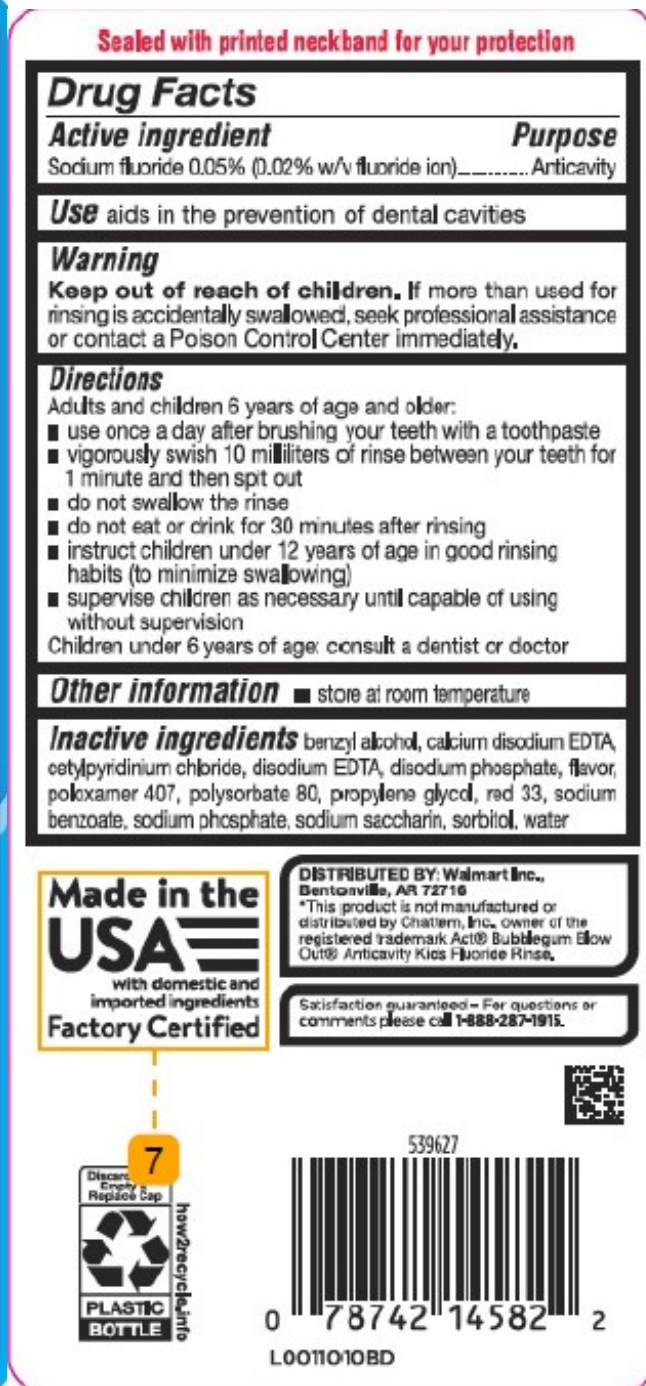 Sealed with printed neckband for your protection
Drug Facts
Active ingredient Purpose
Sodium fluoride 0.05% (0.02% w/v fluoride ion)............ Anticavity
Use aids in the prevention of dental cavities
Warning
Keep out of reach of children. If more than used for
rinsing is accidentally swallowed, seek professional assistance
or contact a Poison Control Center immediately.
Directions
Adults and children 6 years of age and older:
■ use once a day after brushing your teeth with a toothpaste
■ vigorously swish 10 milliliters of rinse between your teeth for
1 minute and then spit out
■ do not swallow the rinse
■ do not eat or drink for 30 minutes after rinsing
■ instruct children under 12 years of age in good rinsing
habits (to minimize swallowing)
■ supervise children as necessary until capable of using
without supervision
Children under 6 years of age: consult a dentist or doctor
Other information ■ store at room temperature
Inactive ingredients benzyl alcohol, calcium disodium EDTA,
cetylpyridinium chloride, disodium EDTA, disodium phosphate, flavor,
poloxamer 407, polysorbate 80, propylene glycol, red 33, sodium
benzoate, sodium phosphate, sodium saccharin, sorbitol, water
Made in the
USA
with domestic and
imported ingredients
Factory Certified
DISTRIBUTED BY: Walmart Inc.,
Bentonville, AR 72716
*This product is not manufactured or
distributed by Chattem, Inc., owner of the
registered trademark Act® Bubblegum Blow
Out® Anticavity Kids Fluoride Rinse.
Satisfaction guaranteed – For questions or
comments please call 1-888-287-1915.
7
Empty
Replace Cap
how2recycle.info
PLASTIC
BOTTLE
539627
0 78742 14582 2
L0011010BD